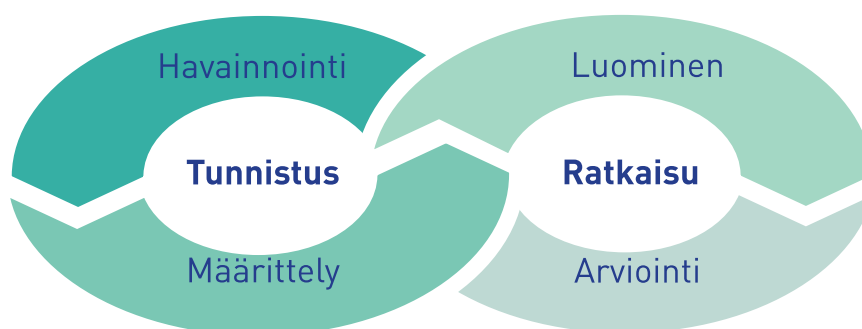 Havainnointi
Luominen
Tunnistus
Ratkaisu
Määrittely
Arviointi